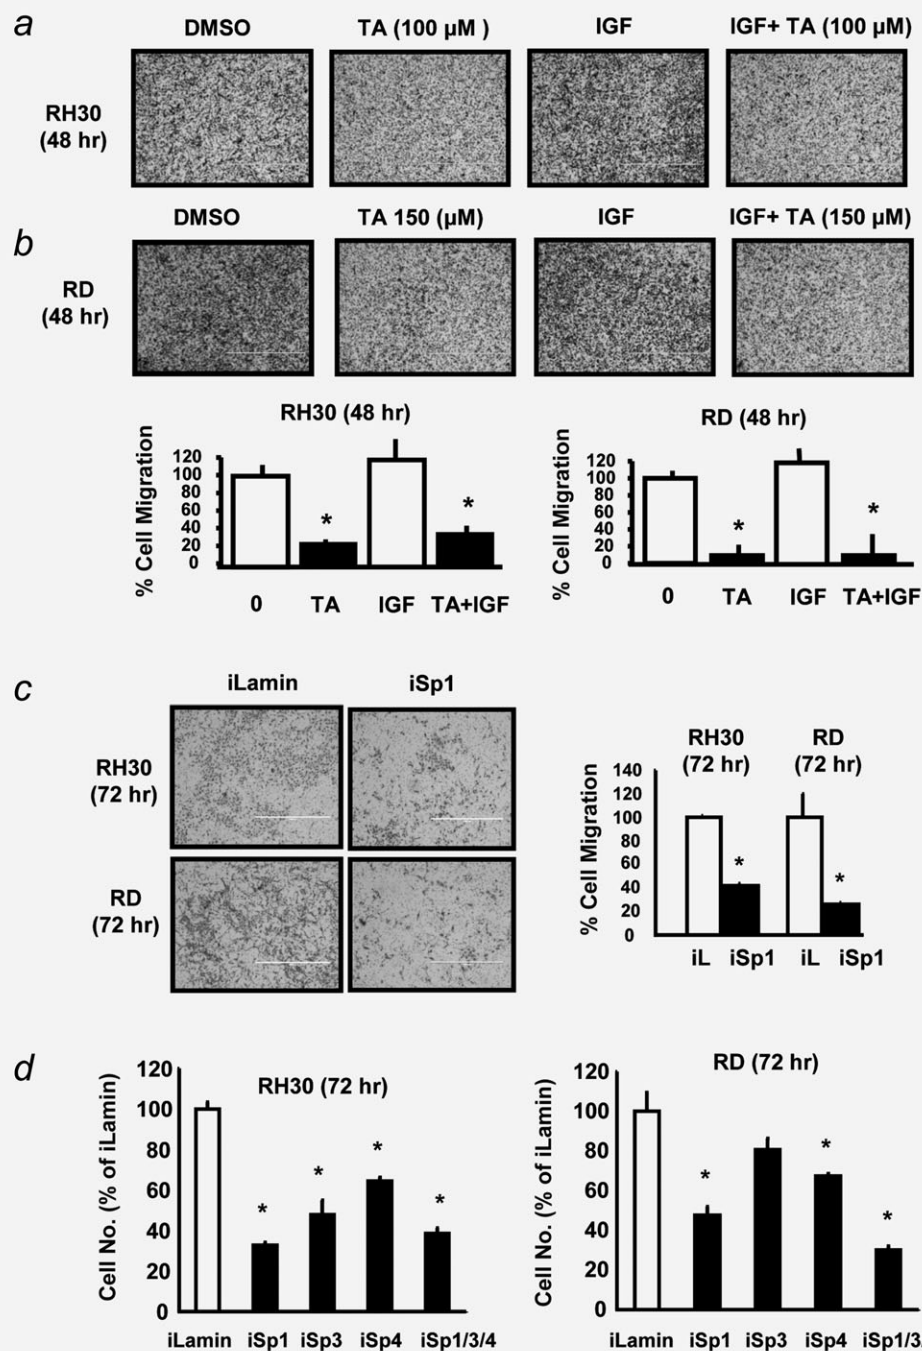 a
DMSO TA (100 µM ) IGF IGF+ TA (100 µM)
RH30
(48 hr)
DMSO TA 150 (µM) IGF IGF+ TA (150 µM)
b
RD
(48 hr)
RH30 (48 hr)
% Cell Migration
120
100
80
60
40
20
0
* *
0 TA IGF TA+IGF
RD (48 hr)
% Cell Migration
120
100
80
60
40
20
0
* *
0 TA IGF TA+IGF
c
iLamin iSp1
RH30
(72 hr)
RD
(72 hr)
RH30 RD
(72 hr) (72 hr)
% Cell Migration
140
120
100
80
60
40
20
0
* *
iL iSp1 iL iSp1
d
RH30 (72 hr)
Cell No. (% of iLamin)
120
100
80
60
40
20
0
* * * *
iLamin iSp1 iSp3 iSp4 iSp1/3/4
RD (72 hr)
Cell No. (% of iLamin)
120
100
80
60
40
20
0
* * *
iLamin iSp1 iSp3 iSp4 iSp1/3